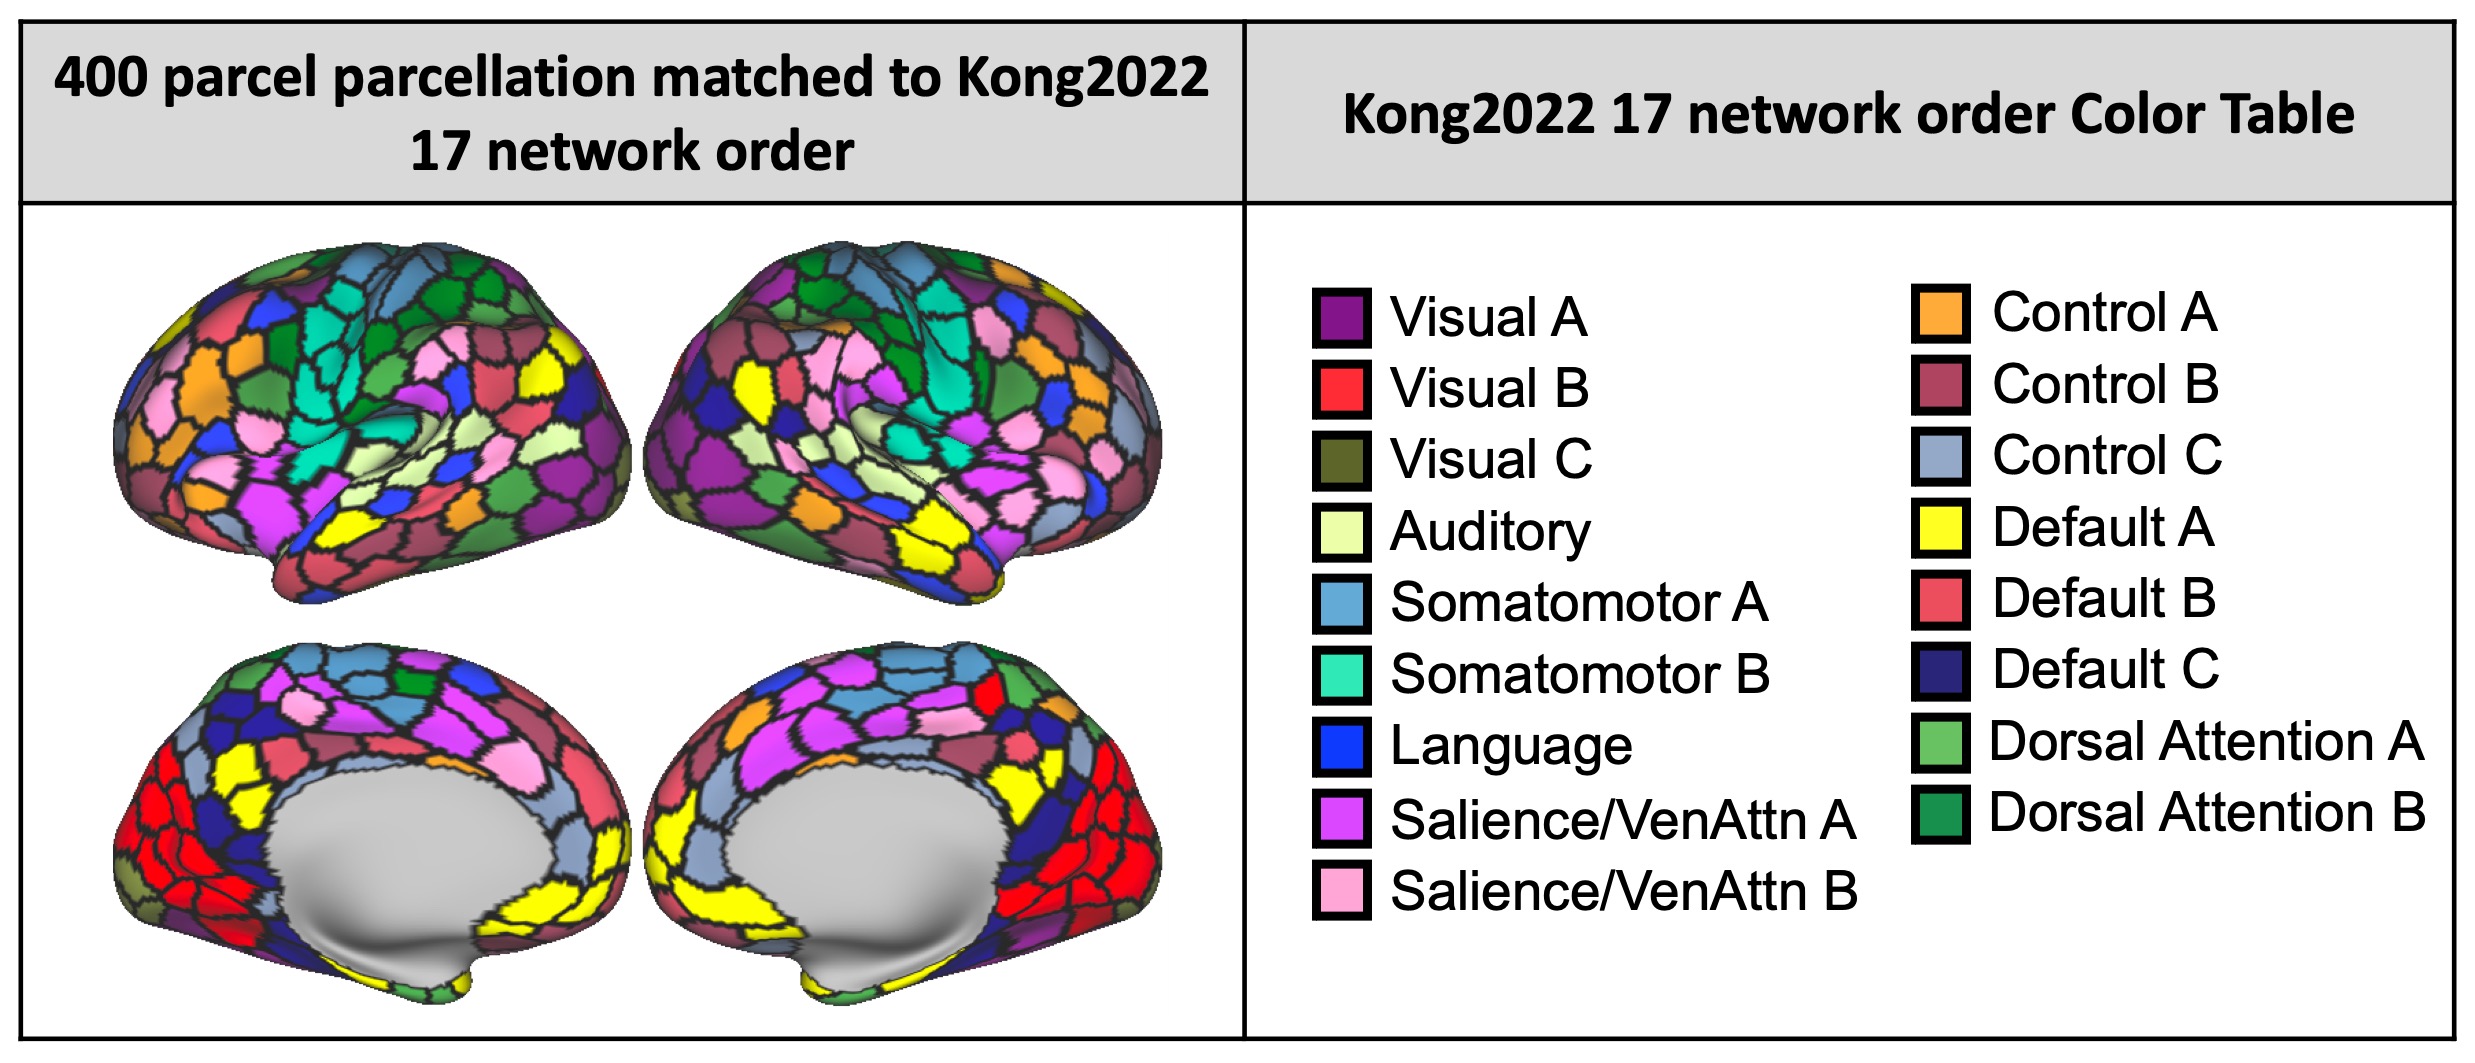 400 parcel parcellation matched to Kong2022
17 network order
Kong2022 17 network order Color Table
Visual A
Visual B
Visual C
Auditory
Somatomotor A
Somatomotor B
Language
Salience/VenAttn A
Salience/VenAttn B
Control A
Control B
Control C
Default A
Default B
Default C
Dorsal Attention A
Dorsal Attention B